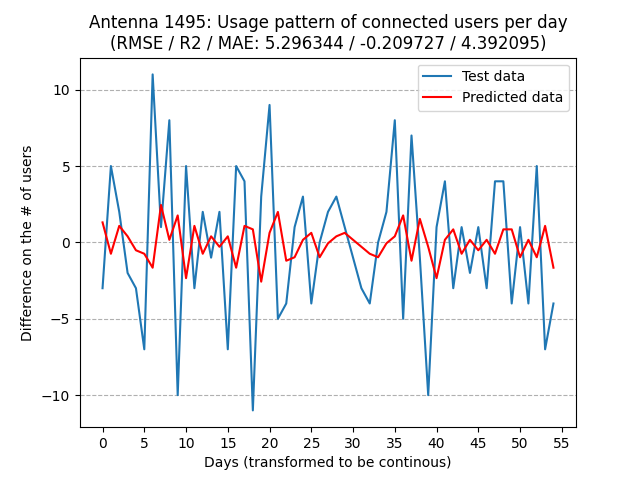 Antenna 1495: Usage pattern of connected users per day
(RMSE / R2 / MAE: 5.296344 / -0.209727 / 4.392095)
Test data
Predicted data
Difference on the # of users
10
5
0
−5
−10
0 5 10 15 20 25 30 35 40 45 50 55
Days (transformed to be continous)